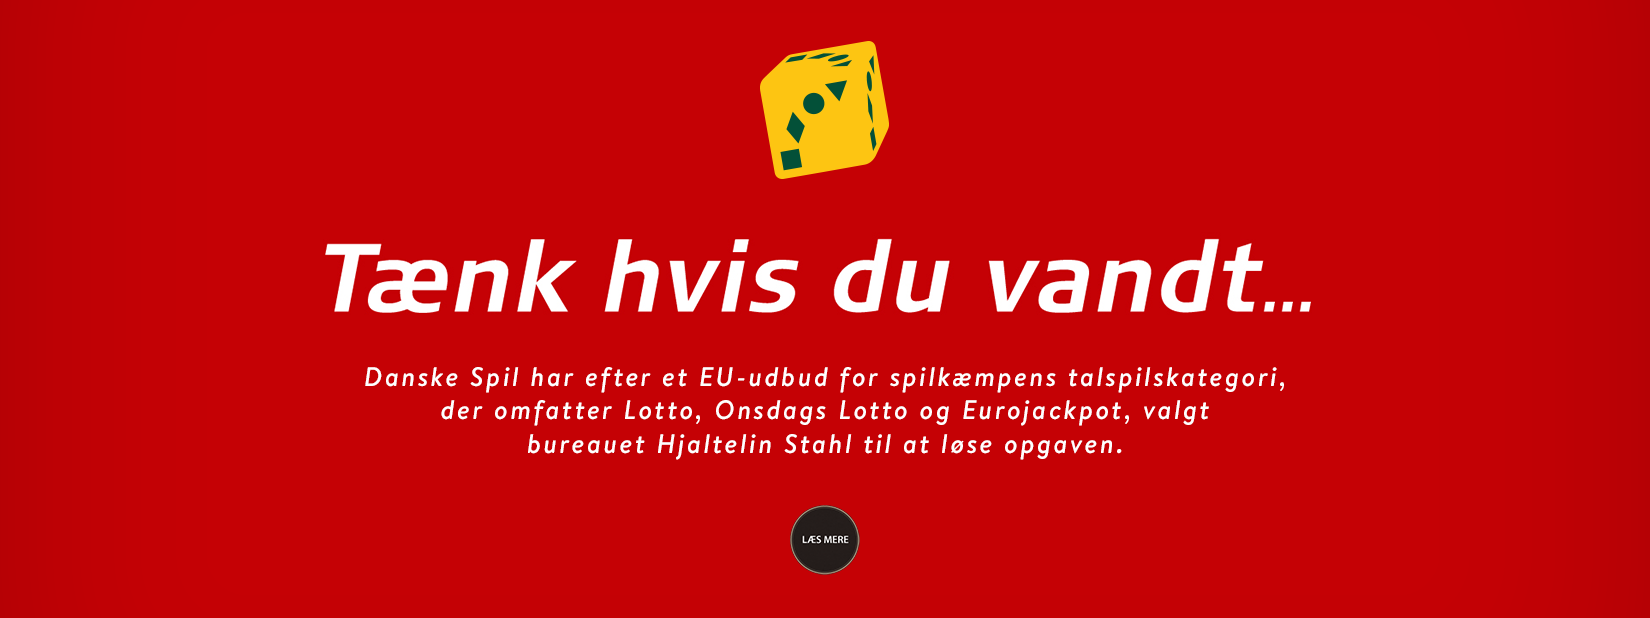 Tænk hvis du vandt...
Danske Spil har efter et EU-udbud for spilkæmpens talspilskategori,
der omfatter Lotto, Onsdags Lotto og Eurojackpot, valgt
bureauet Hjaltelin Stahl til at løse opgaven.
LÆS MERE